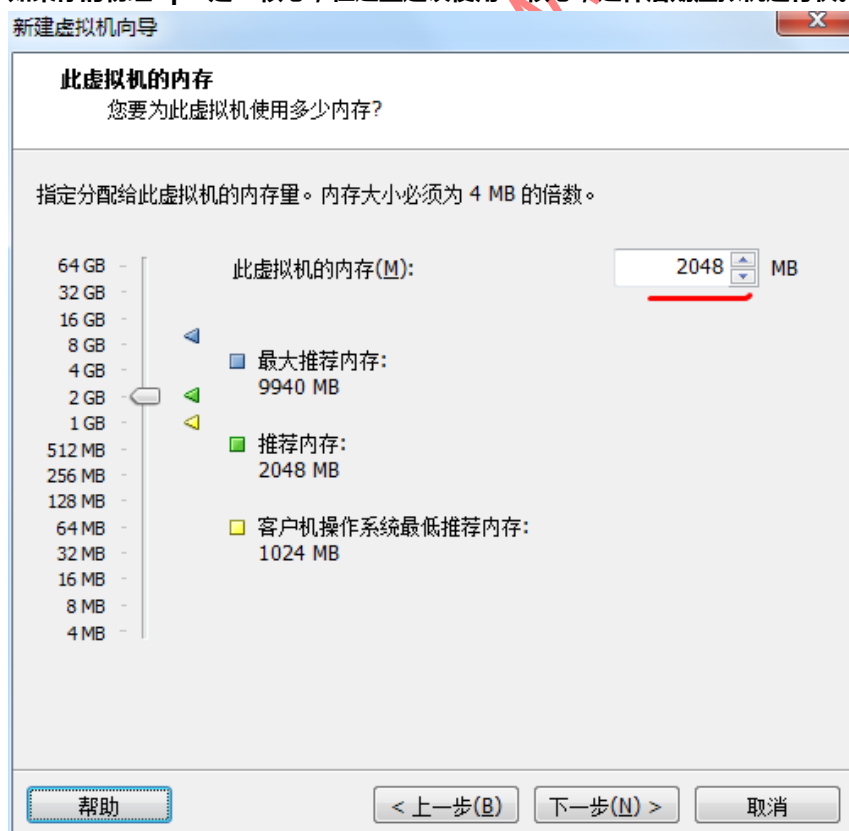 新建虚拟机向导
此虚拟机的内存
您要为此虚拟机使用多少内存?
指定分配给此虚拟机的内存量。内存大小必须为 4 MB 的倍数。
64 GB
32 GB
16 GB
8 GB
4 GB
2 GB
1 GB
512 MB
256 MB
128 MB
64 MB
32 MB
16 MB
8 MB
4 MB
此虚拟机的内存(M): 2048 MB
最大推荐内存:
9940 MB
推荐内存:
2048 MB
客户机操作系统最低推荐内存:
1024 MB
帮助 < 上一步(B) 下一步(N) > 取消